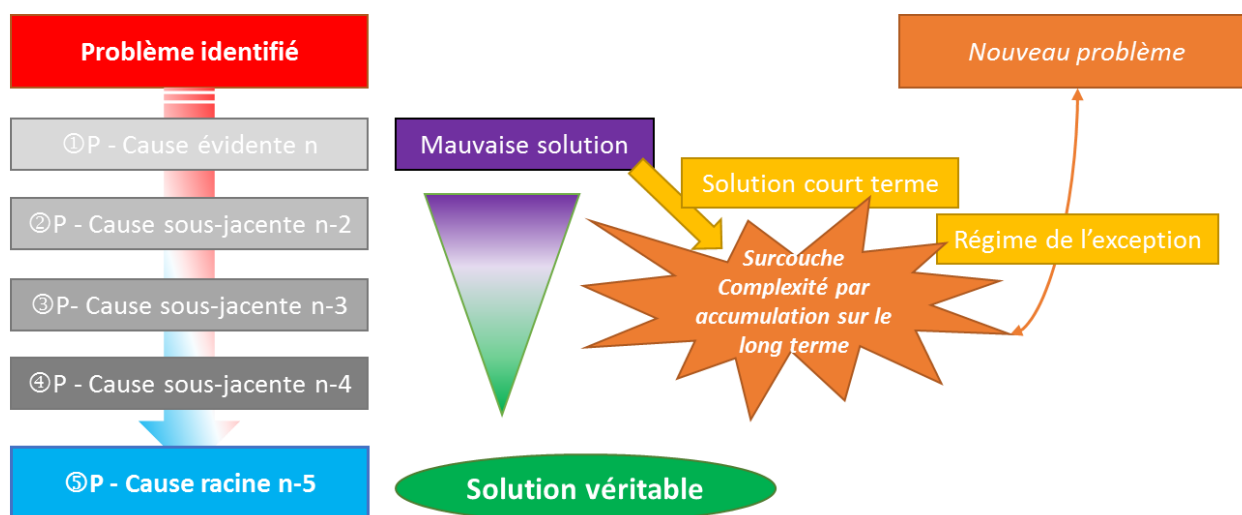 Problème identifié
Nouveau problème
①P - Cause évidente n
Mauvaise solution
Solution court terme
②P - Cause sous-jacente n-2
Régime de l’exception
Surcouche
Complexité par
accumulation sur le
long terme
③P- Cause sous-jacente n-3
④P - Cause sous-jacente n-4
⑤P - Cause racine n-5
Solution véritable